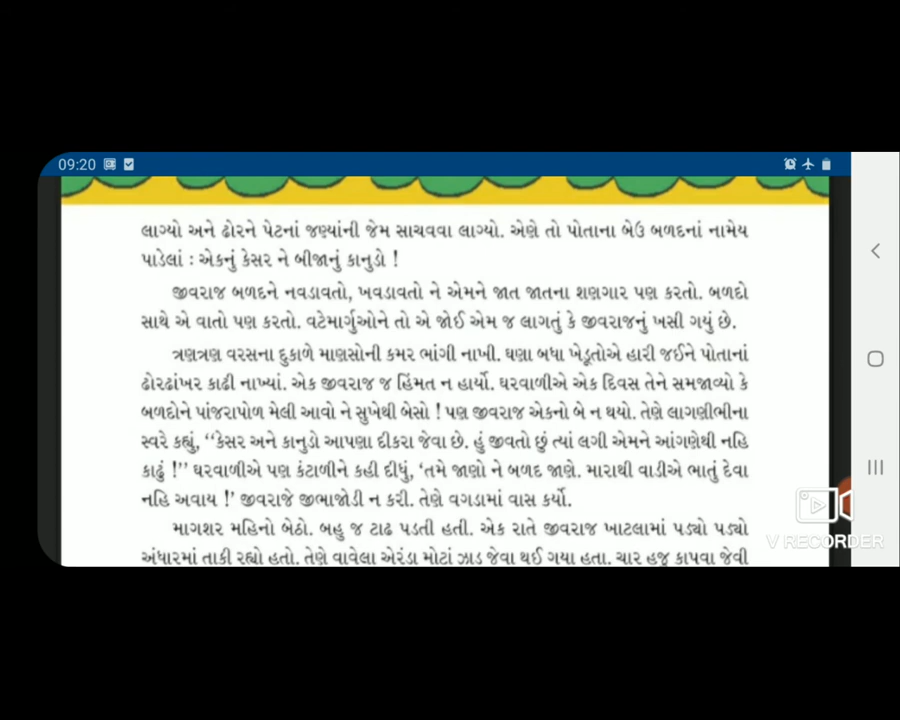 09:20
લાગ્યો અને ઢોરને પેટનાં જણ્યાંની જેમ સાચવવા લાગ્યો. એણે તો પોતાના બેઉ બળદનાં નામેય
પાડેલાં : એકનું કેસર ને બીજાનું કાનુડો !
જીવરાજ બળદને નવડાવતો, ખવડાવતો ને એમને જાત જાતના શણગાર પણ કરતો. બળદો
સાથે એ વાતો પણ કરતો. વટેમાર્ગુઓને તો એ જોઈ એમ જ લાગતું કે જીવરાજનું ખસી ગયું છે.
ત્રણત્રણ વરસના દુકાળે માણસોની કમર ભાંગી નાખી. ઘણા બધા ખેડૂતોએ હારી જઈને પોતાનાં
ઢોરઢાંખર કાઢી નાખ્યાં. એક જીવરાજ જ હિંમત ન હાર્યો. ઘરવાળીએ એક દિવસ તેને સમજાવ્યો કે
બળદોને પાંજરાપોળ મેલી આવો ને સુખેથી બેસો ! પણ જીવરાજ એકનો બે ન થયો. તેણે લાગણીભીના
સ્વરે કહ્યું, ‘‘કેસર અને કાનુડો આપણા દીકરા જેવા છે. હું જીવતો છું ત્યાં લગી એમને આંગણેથી નહિ
કાઢું !’’ ઘરવાળીએ પણ કંટાળીને કહી દીધું, ‘તમે જાણો ને બળદ જાણે. મારાથી વાડીએ ભાતું દેવા
નહિ અવાય !’ જીવરાજે જીભાજોડી ન કરી. તેણે વગડામાં વાસ કર્યો.
માગશર મહિનો બેઠો. બહુ જ ટાઢ પડતી હતી. એક રાતે જીવરાજ ખાટલામાં પડ્યો પડ્યો
અંધારમાં તાકી રહ્યો હતો. તેણે વાવેલા એરંડા મોટાં ઝાડ જેવા થઈ ગયા હતા. ચાર હજુ કાપવા જેવી
V RECORDER